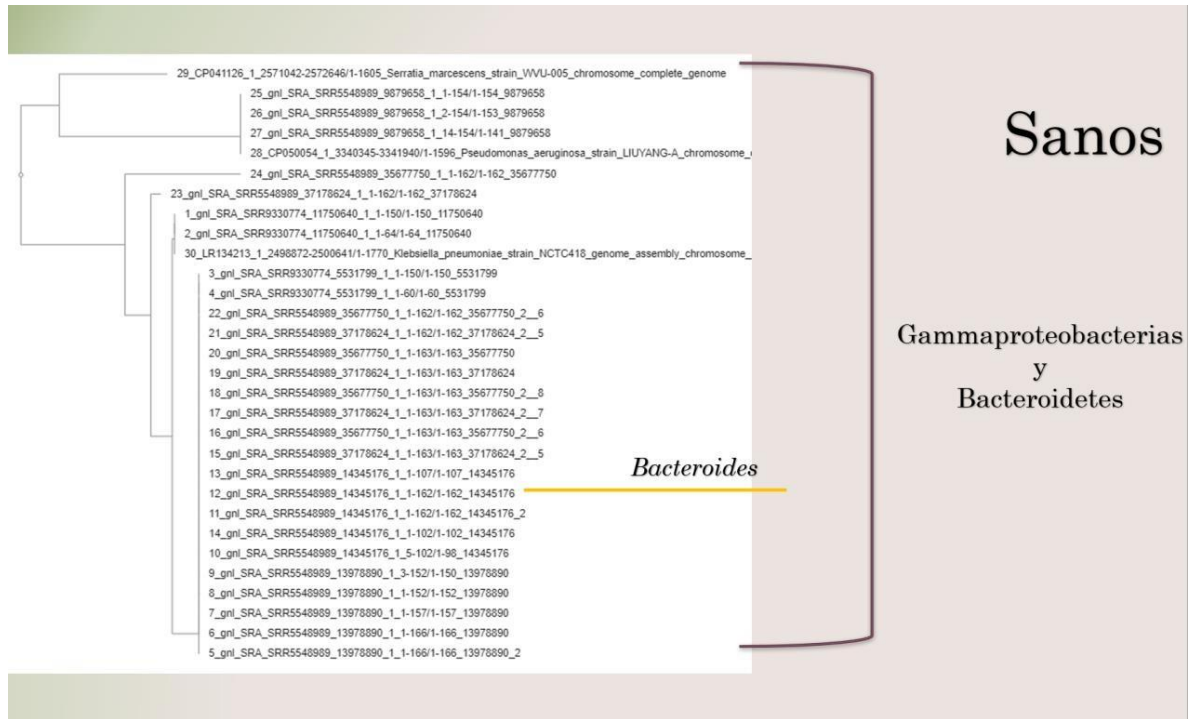 29_CP041126_1_2571042-2572646/1-1605_Serratia_marcescens_strain_WVU-005_chromosome_complete_genome
25_gnl_SRA_SRR5548989_9879658_1_1-154/1-154_9879658
26_gnl_SRA_SRR5548989_9879658_1_2-154/1-153_9879658
27_gnl_SRA_SRR5548989_9879658_1_14-154/1-141_9879658
28_CP050054_1_3340345-3341940/1-1596_Pseudomonas_aeruginosa_strain_LIUYANG-A_chromosome_
24_gnl_SRA_SRR5548989_35677750_1_1-162/1-162_35677750
23_gnl_SRA_SRR5548989_37178624_1_1-162/1-162_37178624
1_gnl_SRA_SRR9330774_11750640_1_1-150/1-150_11750640
2_gnl_SRA_SRR9330774_11750640_1_1-64/1-64_11750640
30_LR134213_1_2498872-2500641/1-1770_Klebsiella_pneumoniae_strain_NCTC418_genome_assembly_chromosome_
3_gnl_SRA_SRR9330774_5531799_1_1-150/1-150_5531799
4_gnl_SRA_SRR9330774_5531799_1_1-60/1-60_5531799
22_gnl_SRA_SRR5548989_35677750_1_1-162/1-162_35677750_2__6
21_gnl_SRA_SRR5548989_37178624_1_1-162/1-162_37178624_2__5
20_gnl_SRA_SRR5548989_35677750_1_1-163/1-163_35677750
19_gnl_SRA_SRR5548989_37178624_1_1-163/1-163_37178624
18_gnl_SRA_SRR5548989_35677750_1_1-163/1-163_35677750_2__8
17_gnl_SRA_SRR5548989_37178624_1_1-163/1-163_37178624_2__7
16_gnl_SRA_SRR5548989_35677750_1_1-163/1-163_35677750_2__6
15_gnl_SRA_SRR5548989_37178624_1_1-163/1-163_37178624_2__5
13_gnl_SRA_SRR5548989_14345176_1_1-107/1-107_14345176
12_gnl_SRA_SRR5548989_14345176_1_1-162/1-162_14345176
11_gnl_SRA_SRR5548989_14345176_1_1-162/1-162_14345176_2
14_gnl_SRA_SRR5548989_14345176_1_1-102/1-102_14345176
10_gnl_SRA_SRR5548989_14345176_1_5-102/1-98_14345176
9_gnl_SRA_SRR5548989_13978890_1_3-152/1-150_13978890
8_gnl_SRA_SRR5548989_13978890_1_1-152/1-152_13978890
7_gnl_SRA_SRR5548989_13978890_1_1-157/1-157_13978890
6_gnl_SRA_SRR5548989_13978890_1_1-166/1-166_13978890
5_gnl_SRA_SRR5548989_13978890_1_1-166/1-166_13978890_2
Bacteroides
Sanos
Gammaproteobacterias
y
Bacteroidetes